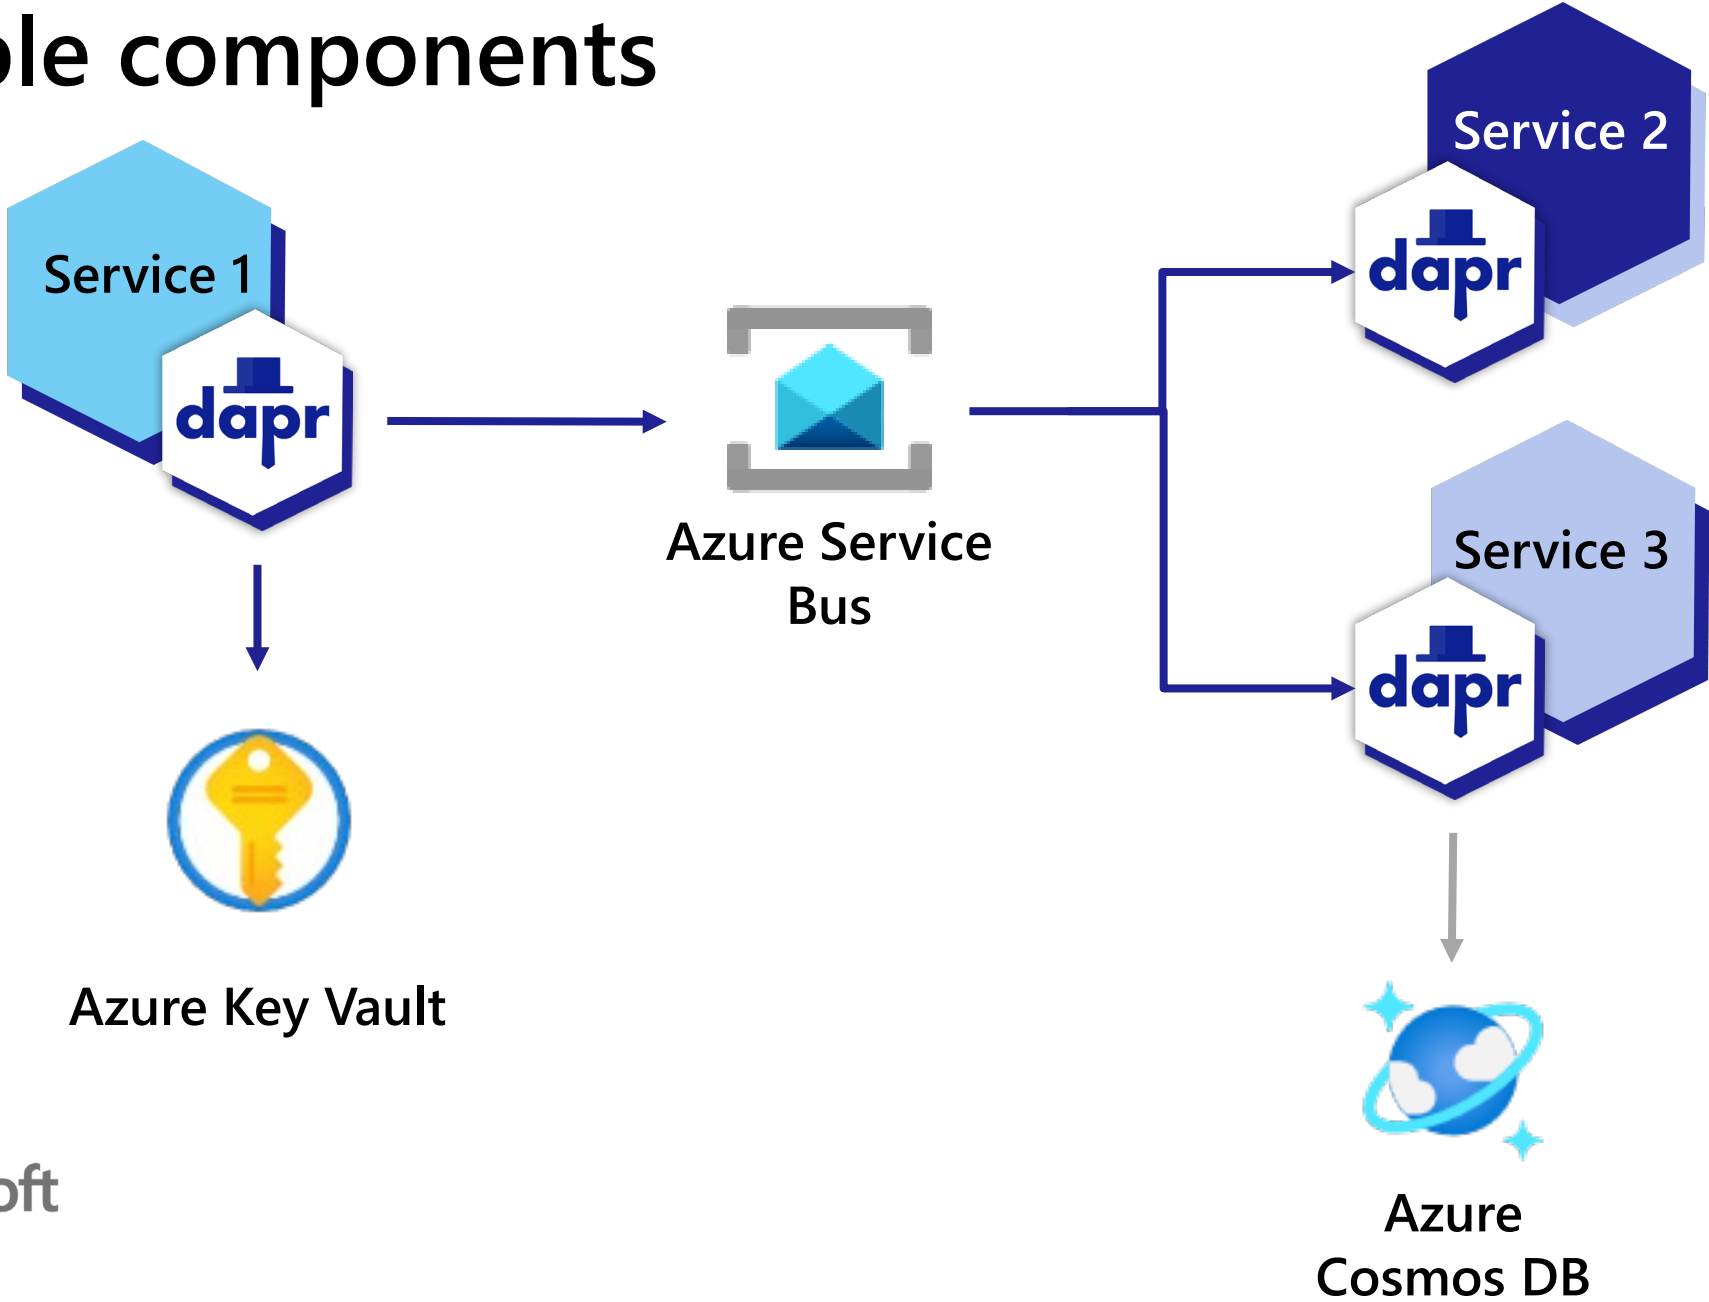 ple components
Service 1
dapr
Service 2
dapr
Azure Service
Bus
Service 3
dapr
Azure Key Vault
oft
Azure
Cosmos DB